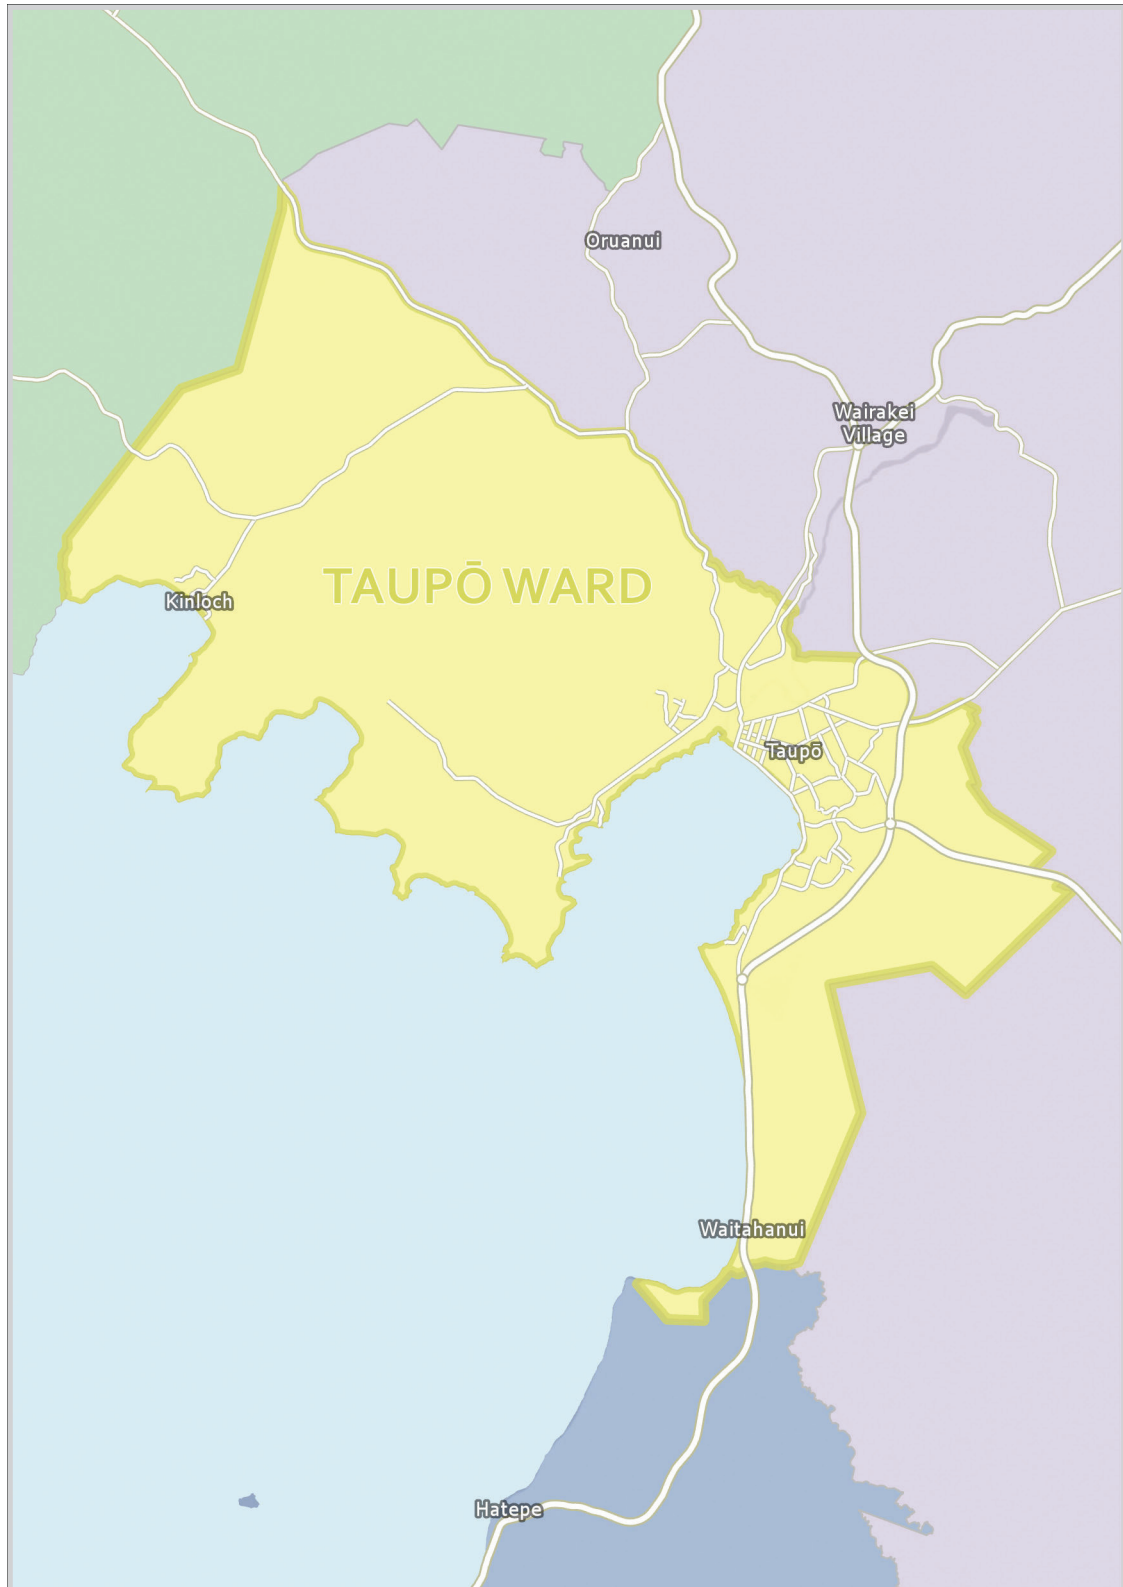 Oruanui
Wairakei
Village
TAUPŌ WARD
Kinloch
Taupō
Waitahanui
Hatepe